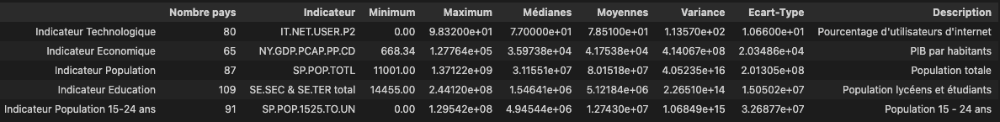 Nombre pays Indicateur Minimum Maximum Médianes Moyennes Variance Ecart-Type Description
Indicateur Technologique 80 IT.NET.USER.P2 0.00 9.83200e+01 7.70000e+01 7.85100e+01 1.13570e+02 1.06600e+01 Pourcentage d'utilisateurs d'internet
Indicateur Economique 65 NY.GDP.PCAP.PP.CD 668.34 1.27764e+05 3.59738e+04 4.17538e+04 4.14067e+08 2.03486e+04 PIB par habitants
Indicateur Population 87 SP.POP.TOTL 11001.00 1.37122e+09 3.11551e+07 8.01518e+07 4.05235e+16 2.01305e+08 Population totale
Indicateur Education 109 SE.SEC & SE.TER total 14455.00 2.44120e+08 1.54641e+06 5.12184e+06 2.26510e+14 1.50502e+07 Population lycéens et étudiants
Indicateur Population 15-24 ans 91 SP.POP.1525.TO.UN 0.00 1.29542e+08 4.94544e+06 1.27430e+07 1.06849e+15 3.26877e+07 Population 15 - 24 ans